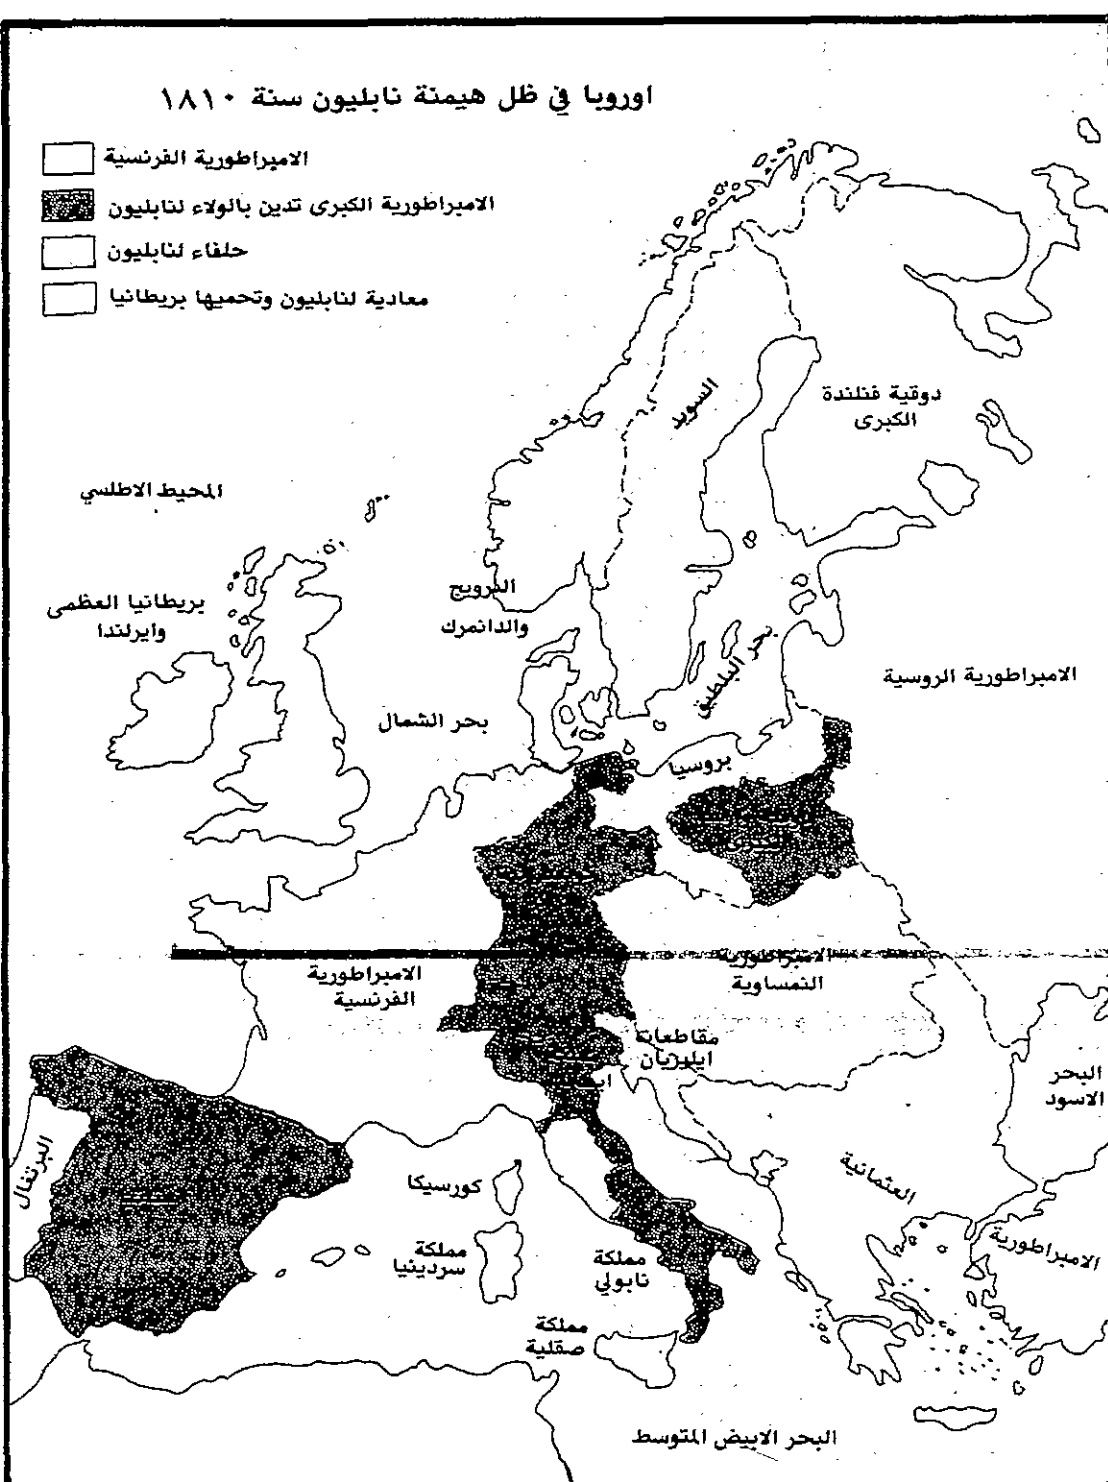 اوروبا في ظل هيمنة نابليون سنة ١٨١٠
الامبراطورية الفرنسية
الامبراطورية الكبرى تدين بالولاء لنابليون
حلفاء لنابليون
معادية لنابليون وتحميها بريطانيا
السويد
دوقية فنلندة
الكبرى
المحيط الاطلسي
بريطانيا العظمى
وايرلندا
النرويج
والدانمرك
بحر البلطيق
الامبراطورية الروسية
بحر الشمال
بروسيا
الكبرى
الامبراطورية
الفرنسية
الامبراطورية
النمساوية
مقاطعات
ايليريان
البحر
الاسود
البرتغال
كورسيكا
العثمانية
الامبراطورية
مملكة
سردينيا
مملكة
نابولي
مملكة
صقلية
البحر الابيض المتوسط